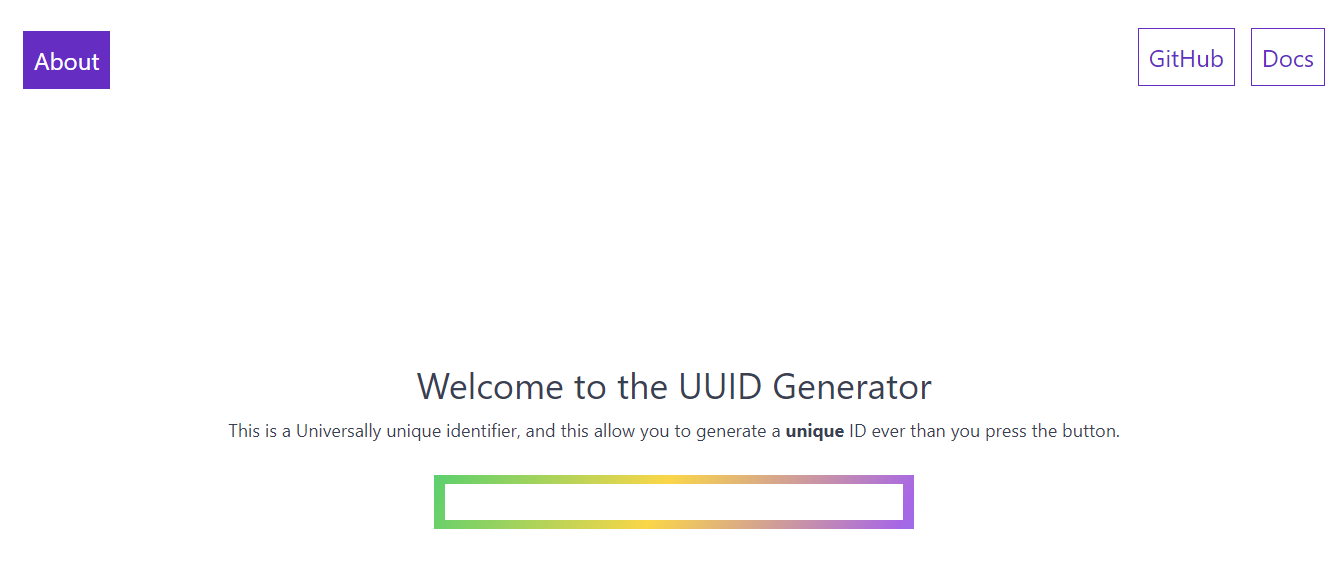 About
GitHub
Docs
Welcome to the UUID Generator
This is a Universally unique identifier, and this allow you to generate a unique ID ever than you press the button.